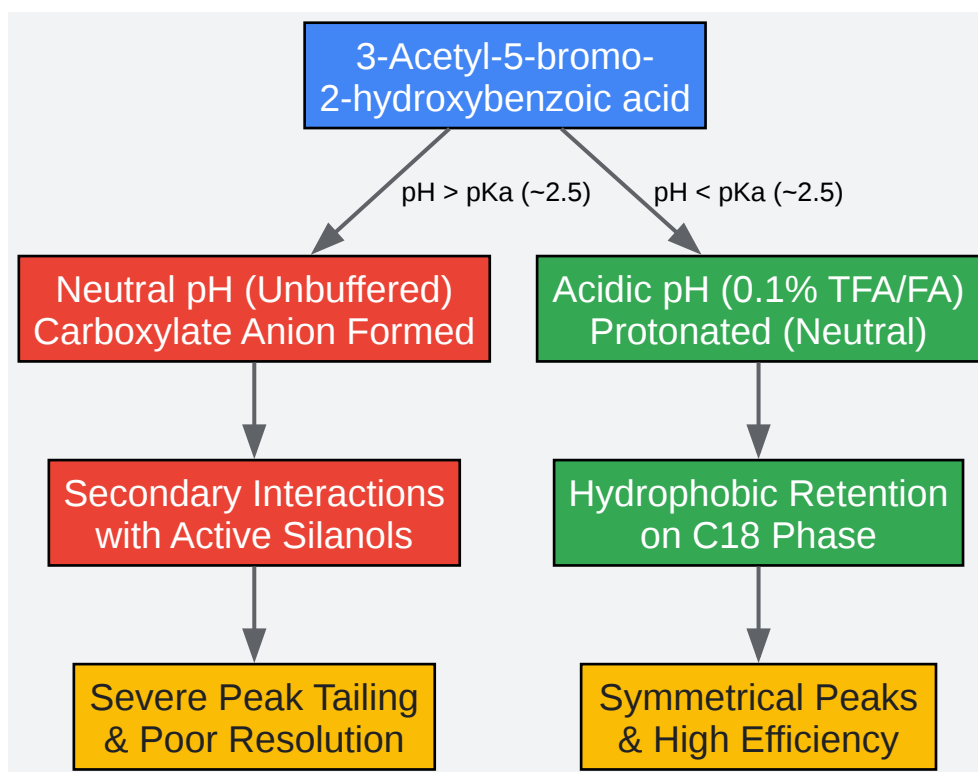 3-Acetyl-5-bromo-
2-hydroxybenzoic acid
pH > pKa (~2.5)
pH < pKa (~2.5)
Neutral pH (Unbuffered)
Carboxylate Anion Formed
Acidic pH (0.1% TFA/FA)
Protonated (Neutral)
Secondary Interactions
with Active Silanols
Hydrophobic Retention
on C18 Phase
Severe Peak Tailing
& Poor Resolution
Symmetrical Peaks
& High Efficiency